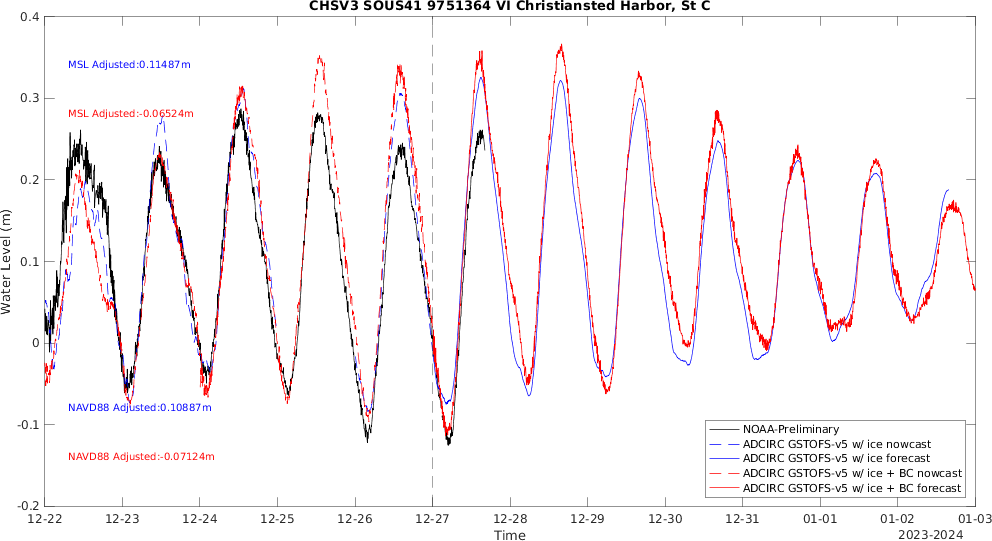 CHSV3 SOUS41 9751364 VI Christiansted Harbor, St C
0.4
MSL Adjusted:0.11487m
0.3
MSL Adjusted:-0.06524m
0.2
Water Level (m)
0.1
0
NAVD88 Adjusted:0.10887m
-0.1
NAVD88 Adjusted:-0.07124m
NOAA-Preliminary
ADCIRC GSTOFS-v5 w/ ice nowcast
ADCIRC GSTOFS-v5 w/ ice forecast
ADCIRC GSTOFS-v5 w/ ice + BC nowcast
ADCIRC GSTOFS-v5 w/ ice + BC forecast
-0.2
12-22 12-23 12-24 12-25 12-26 12-27 12-28 12-29 12-30 12-31 01-01 01-02 01-03
Time
2023-2024